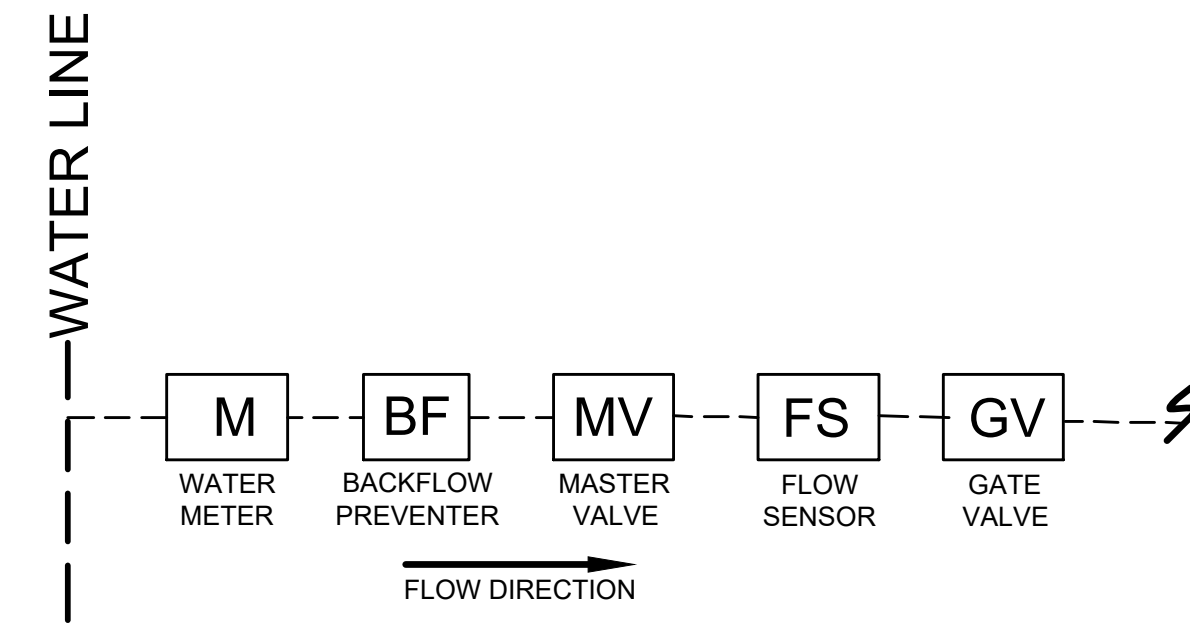 WATER LINE
M
BF
MV
FS
GV
WATER
METER
BACKFLOW
PREVENTER
MASTER
VALVE
FLOW
SENSOR
GATE
VALVE
FLOW DIRECTION